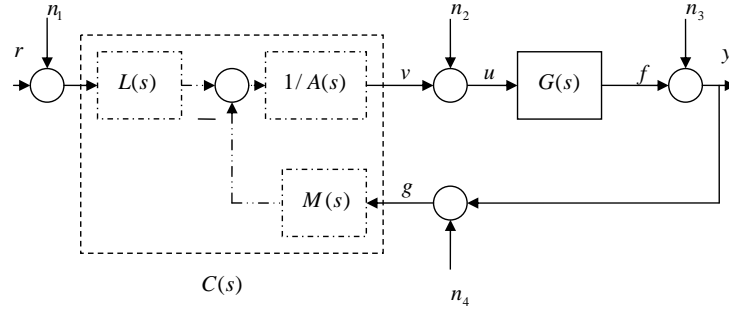 n₁
n₂
n₃
r
L(s)
1/ A(s)
v
u
G(s)
f
y
M(s)
g
C(s)
n₄